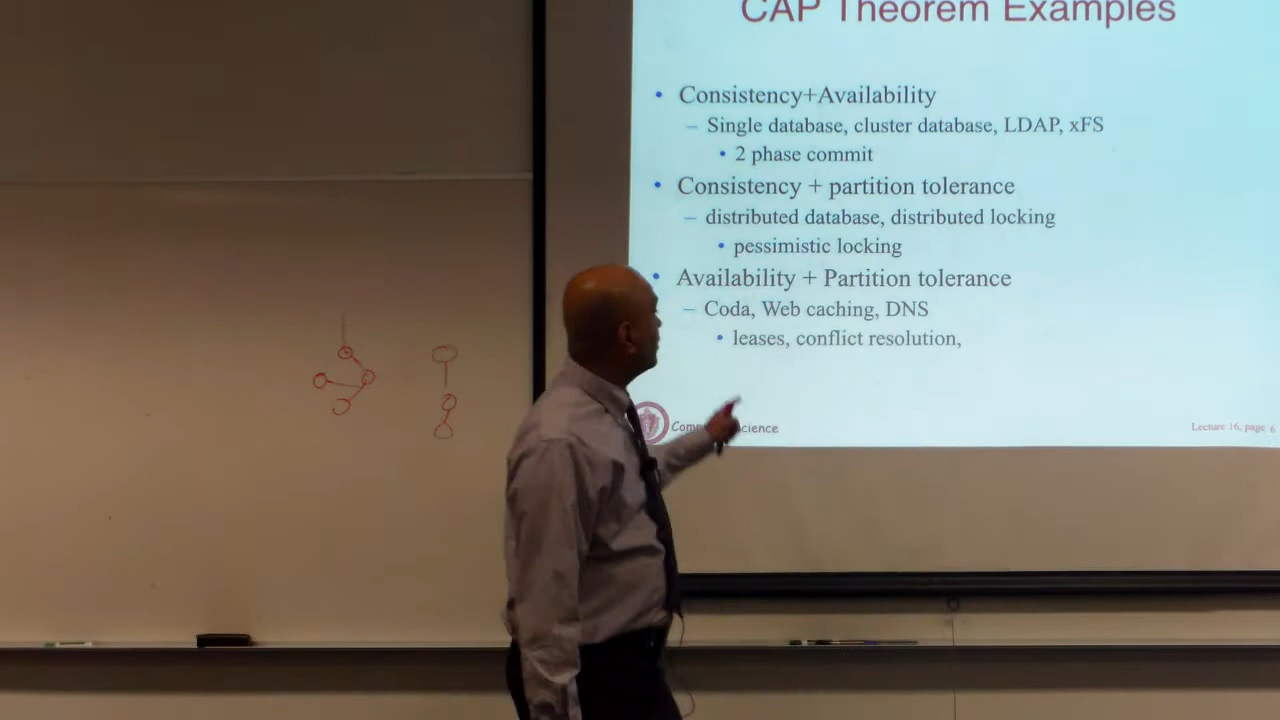 CAP Theorem Examples
• Consistency+Availability
– Single database, cluster database, LDAP, xFS
• 2 phase commit
• Consistency + partition tolerance
– distributed database, distributed locking
• pessimistic locking
• Availability + Partition tolerance
– Coda, Web caching, DNS
• leases, conflict resolution,
Lecture 16, page 6